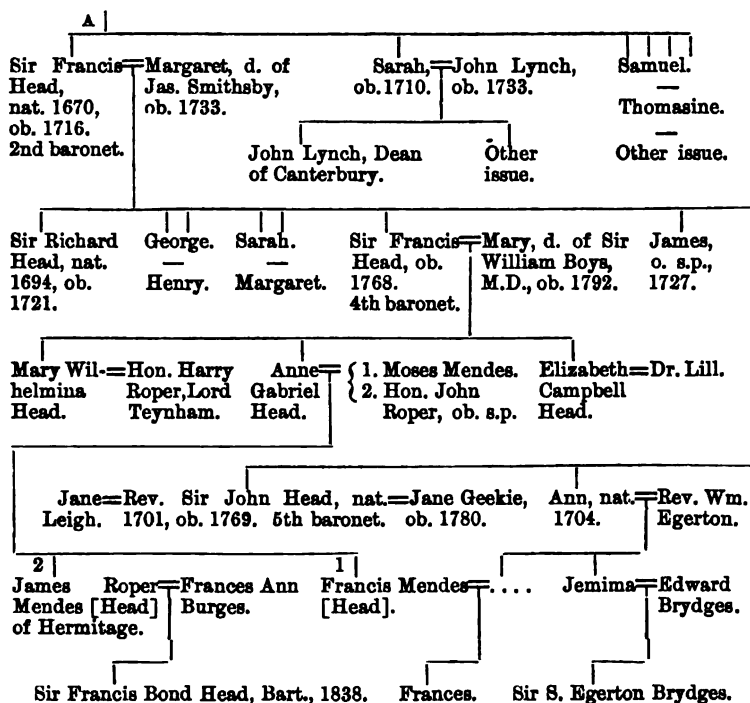 A
Sir Francis = Margaret, d. of Sarah, = John Lynch, Samuel.
Head, Jas. Smithsby, ob. 1710. ob. 1733. —
nat. 1670, ob. 1733. Thomasine.
ob. 1716. —
2nd baronet. John Lynch, Dean Other Other issue.
of Canterbury. issue.
Sir Richard George. Sarah. Sir Francis = Mary, d. of Sir James,
Head, nat. — — Head, ob. William Boys, o. s.p.,
1694, ob. Henry. Margaret. 1768. M.D., ob. 1792. 1727.
1721. 4th baronet.
Mary Wil- = Hon. Harry Anne = { 1. Moses Mendes. Elizabeth = Dr. Lill.
helmina Roper, Lord Gabriel 2. Hon. John Campbell
Head. Teynham. Head. Roper, ob. s.p. Head.
Jane = Rev. Sir John Head, nat. = Jane Geekie, Ann, nat. = Rev. Wm.
Leigh. 1701, ob. 1769. 5th baronet. ob. 1780. 1704. Egerton.
2 1
James Roper = Frances Ann Francis Mendes = .... Jemima = Edward
Mendes [Head] Burges. [Head]. Brydges.
of Hermitage.
Sir Francis Bond Head, Bart., 1838. Frances. Sir S. Egerton Brydges.